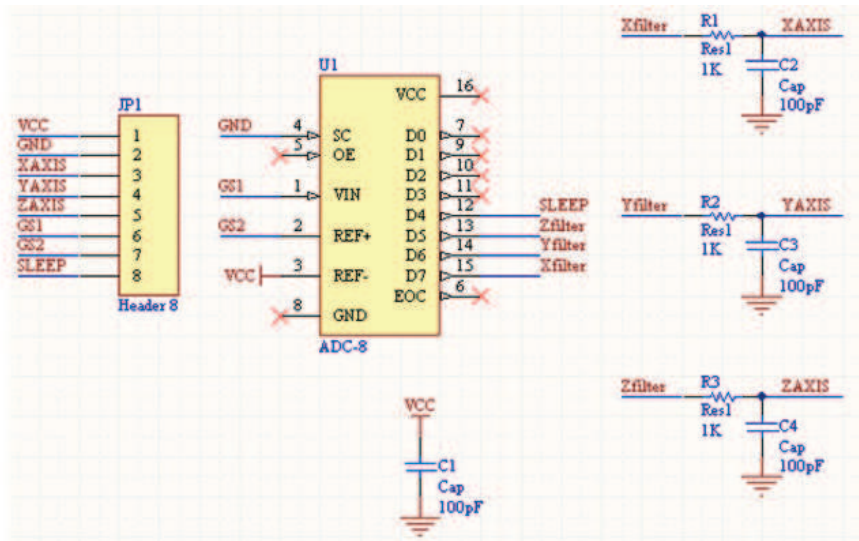 JP1
VCC 1
GND 2
XAXIS 3
YAXIS 4
ZAXIS 5
GS1 6
GS2 7
SLEEP 8
Header 8
U1
VCC 16
GND 4 SC D0 7
5 OE D1 9
D2 10
GS1 1 VIN D3 11
D4 12 SLEEP
GS2 2 REF+ D5 13 Zfilter
D6 14 Yfilter
VCC 3 REF- D7 15 Xfilter
EOC 6
8 GND
ADC-8
VCC
C1
Cap
100pF
Xfilter R1 XAXIS
Res1
1K
C2
Cap
100pF
Yfilter R2 YAXIS
Res1
1K
C3
Cap
100pF
Zfilter R3 ZAXIS
Res1
1K
C4
Cap
100pF